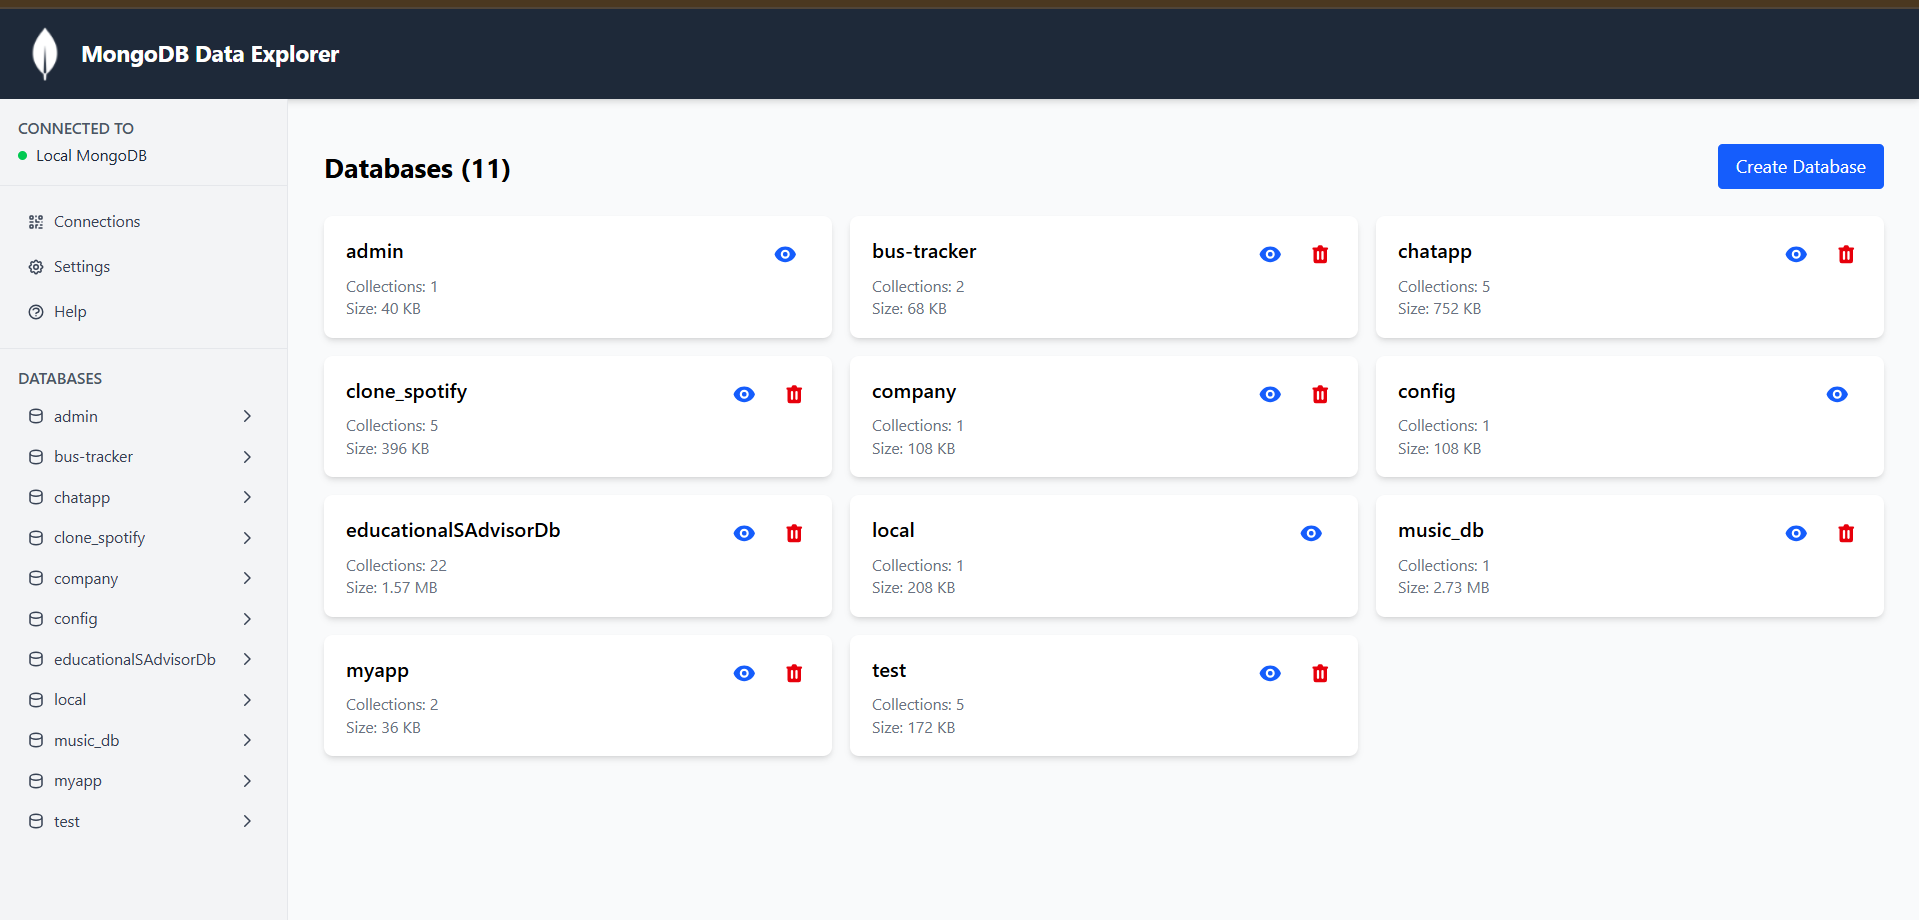 MongoDB Data Explorer
CONNECTED TO
Local MongoDB
Connections
Settings
Help
DATABASES
admin
bus-tracker
chatapp
clone_spotify
company
config
educationalSAdvisorDb
local
music_db
myapp
test
Databases (11)
Create Database
admin
Collections: 1
Size: 40 KB
bus-tracker
Collections: 2
Size: 68 KB
chatapp
Collections: 5
Size: 752 KB
clone_spotify
Collections: 5
Size: 396 KB
company
Collections: 1
Size: 108 KB
config
Collections: 1
Size: 108 KB
educationalSAdvisorDb
Collections: 22
Size: 1.57 MB
local
Collections: 1
Size: 208 KB
music_db
Collections: 1
Size: 2.73 MB
myapp
Collections: 2
Size: 36 KB
test
Collections: 5
Size: 172 KB